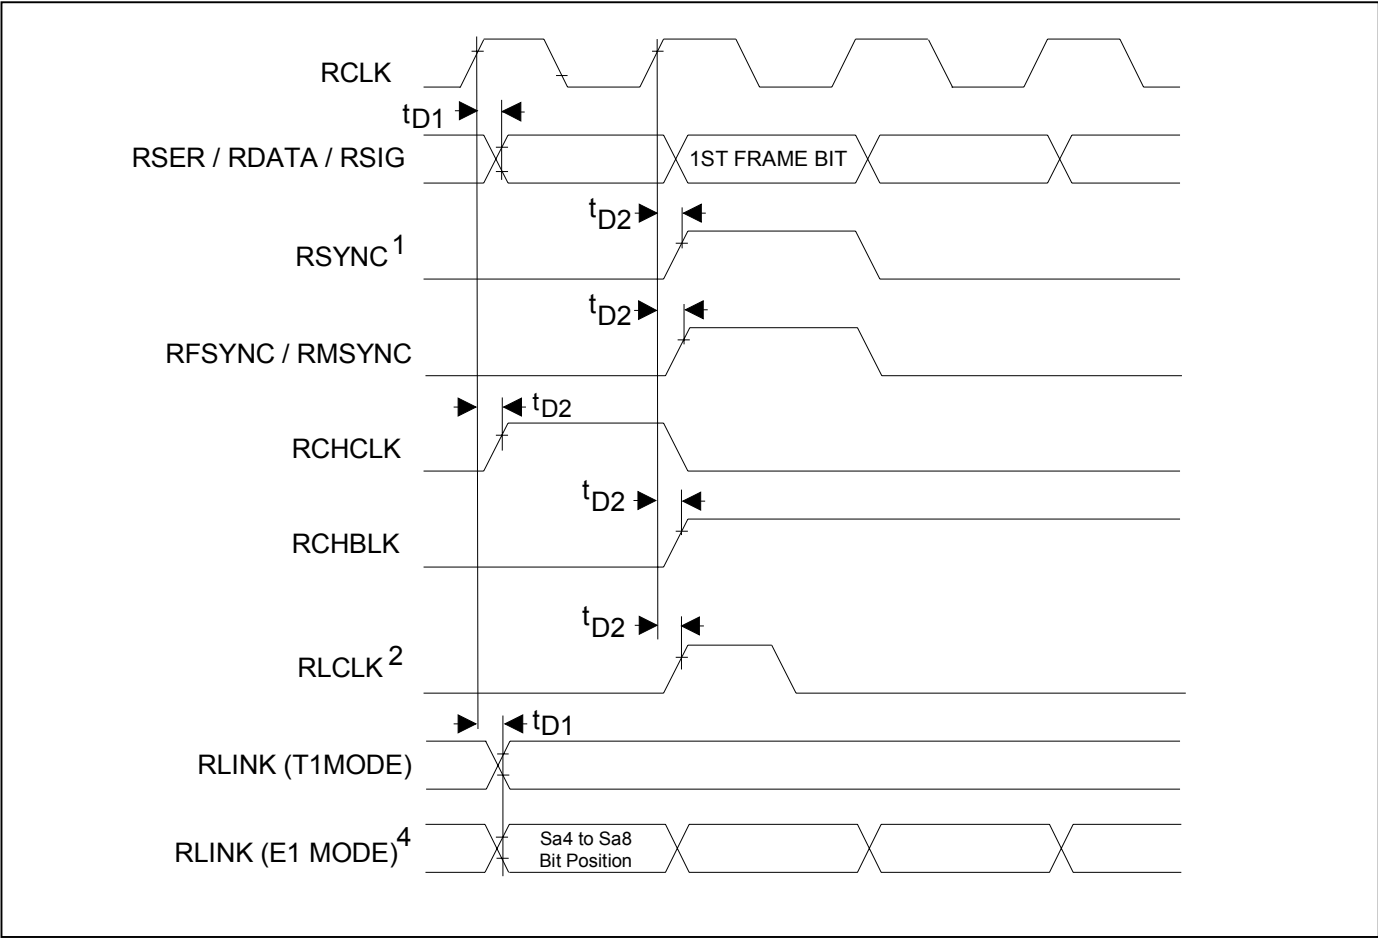 RCLK
tD1
RSER / RDATA / RSIG
1ST FRAME BIT
tD2
RSYNC 1
tD2
RFSYNC / RMSYNC
tD2
RCHCLK
tD2
RCHBLK
tD2
RLCLK 2
tD1
RLINK (T1MODE)
RLINK (E1 MODE) 4
Sa4 to Sa8
Bit Position